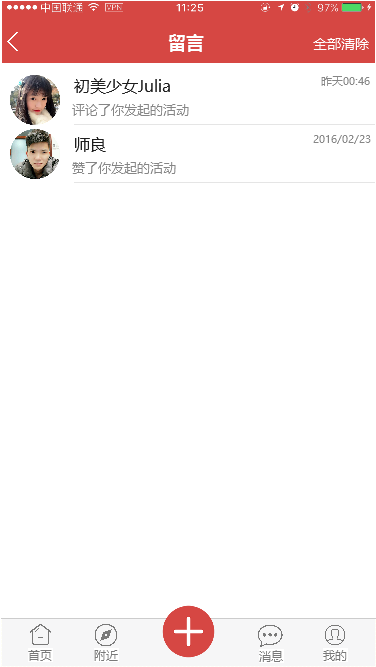 中国联通 VPN 11:25 97%
留言 全部清除
初美少女Julia 昨天00:46
评论了你发起的活动
师良 2016/02/23
赞了你发起的活动
首页 附近 消息 我的